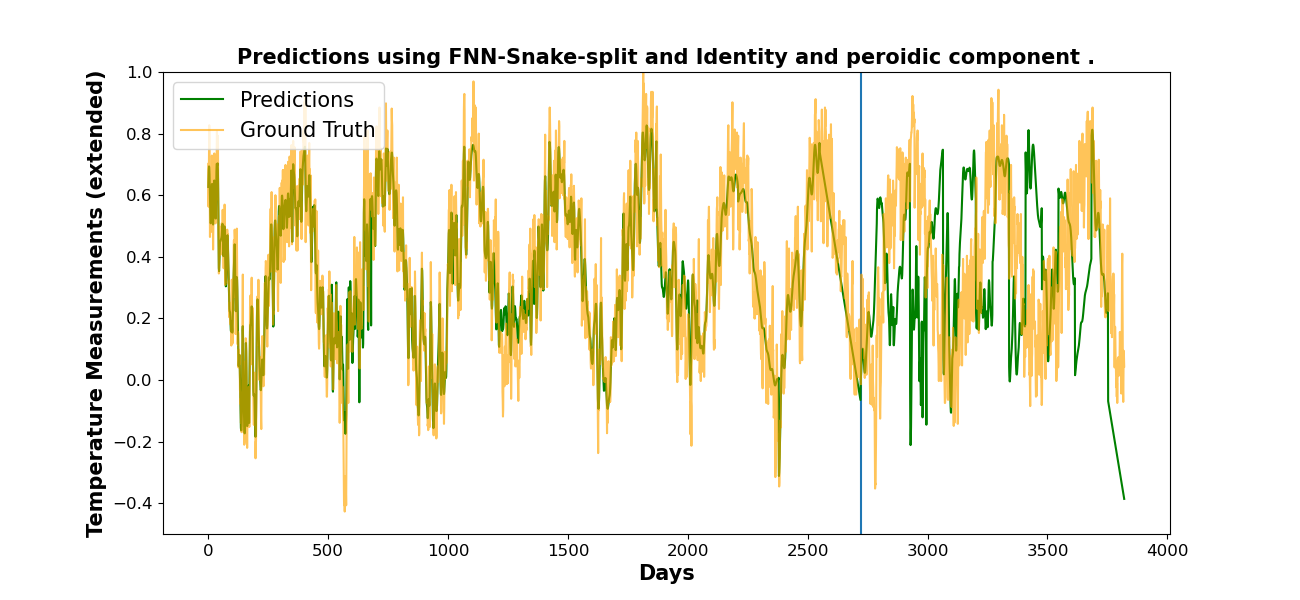 Predictions using FNN-Snake-split and Identity and peroidic component .
Temperature Measurements (extended)
1.0
0.8
0.6
0.4
0.2
0.0
−0.2
−0.4
Predictions
Ground Truth
0 500 1000 1500 2000 2500 3000 3500 4000
Days